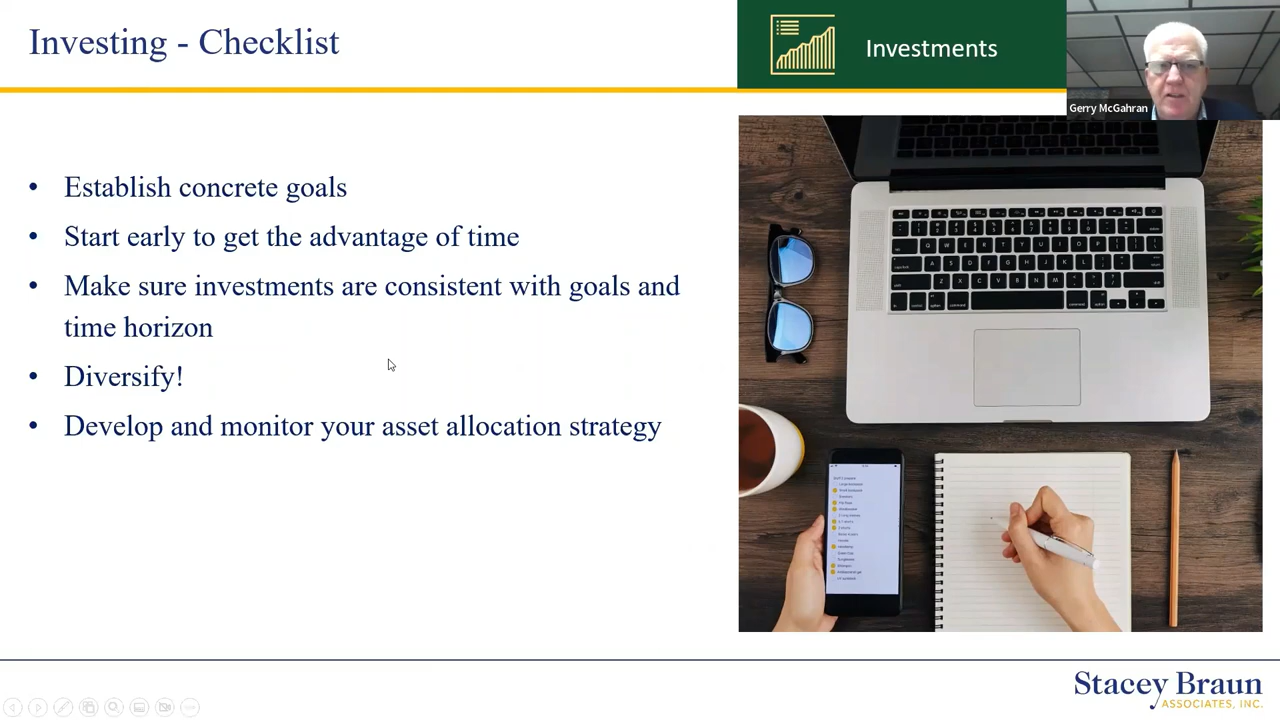 Investing - Checklist
Investments
Gerry McGahran
• Establish concrete goals
• Start early to get the advantage of time
• Make sure investments are consistent with goals and
time horizon
• Diversify!
• Develop and monitor your asset allocation strategy
Stacey Braun
ASSOCIATES, INC.